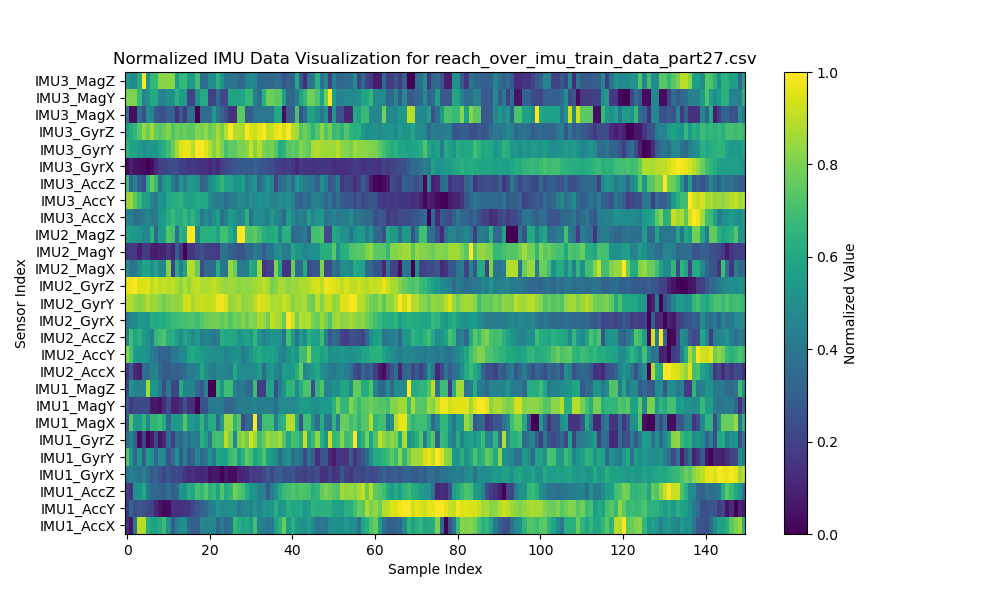 Normalized IMU Data Visualization for reach_over_imu_train_data_part27.csv
Sensor Index
IMU3_MagZ
IMU3_MagY
IMU3_MagX
IMU3_GyrZ
IMU3_GyrY
IMU3_GyrX
IMU3_AccZ
IMU3_AccY
IMU3_AccX
IMU2_MagZ
IMU2_MagY
IMU2_MagX
IMU2_GyrZ
IMU2_GyrY
IMU2_GyrX
IMU2_AccZ
IMU2_AccY
IMU2_AccX
IMU1_MagZ
IMU1_MagY
IMU1_MagX
IMU1_GyrZ
IMU1_GyrY
IMU1_GyrX
IMU1_AccZ
IMU1_AccY
IMU1_AccX
0 20 40 60 80 100 120 140
Sample Index
1.0
0.8
0.6
0.4
0.2
0.0
Normalized Value